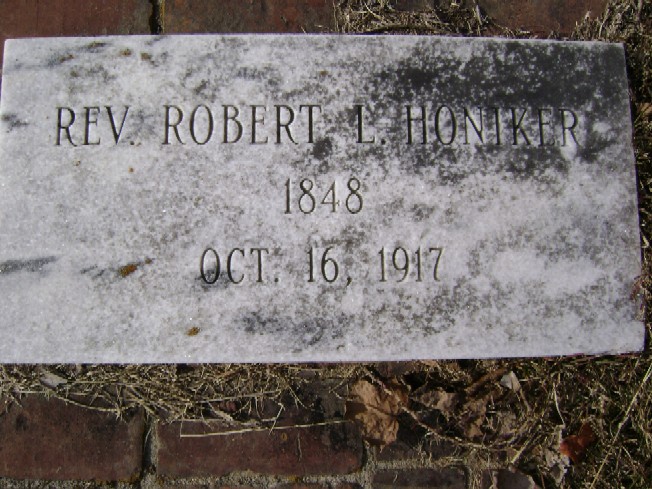 REV. ROBERT L. HONIKER
1848
OCT. 16, 1917